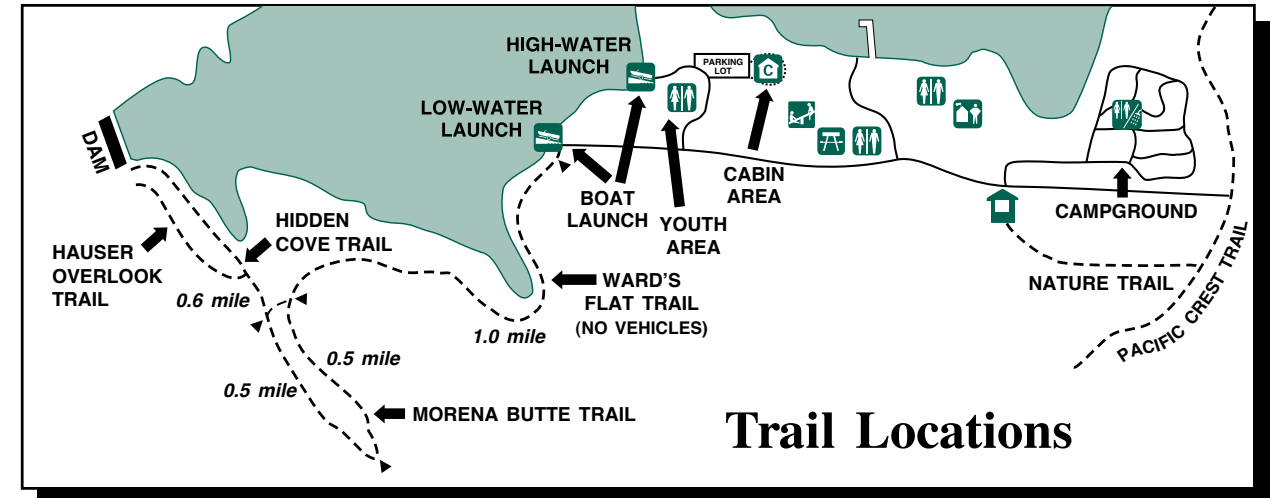 HIGH-WATER
LAUNCH
PARKING
LOT
C
LOW-WATER
LAUNCH
DAM
CABIN
AREA
BOAT
LAUNCH
YOUTH
AREA
CAMPGROUND
HIDDEN
COVE TRAIL
HAUSER
OVERLOOK
TRAIL
0.6 mile
WARD'S
FLAT TRAIL
(NO VEHICLES)
NATURE TRAIL
PACIFIC CREST TRAIL
1.0 mile
0.5 mile
0.5 mile
MORENA BUTTE TRAIL
Trail Locations